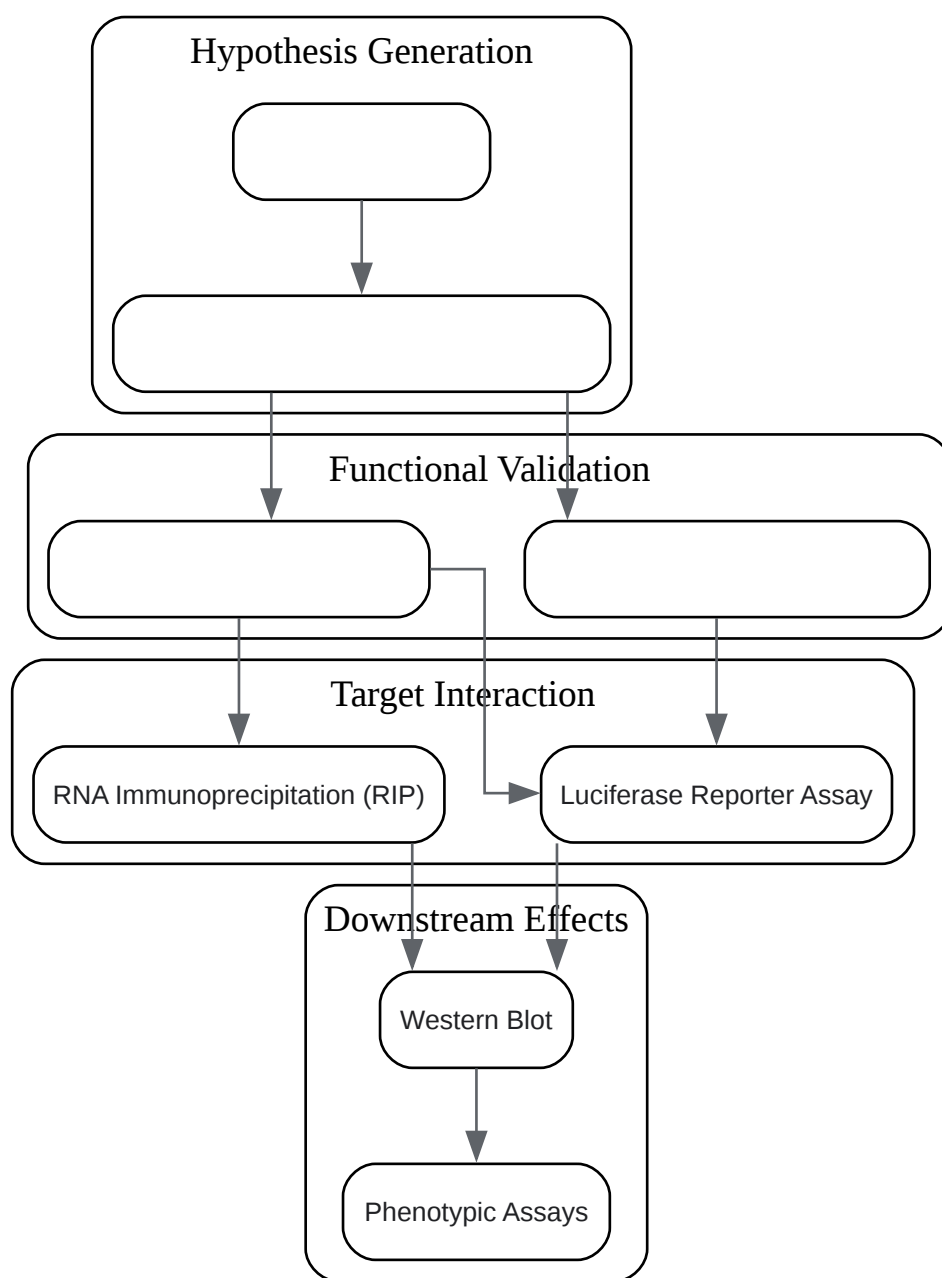 Hypothesis Generation
Functional Validation
Target Interaction
RNA Immunoprecipitation (RIP)
Luciferase Reporter Assay
Downstream Effects
Western Blot
Phenotypic Assays